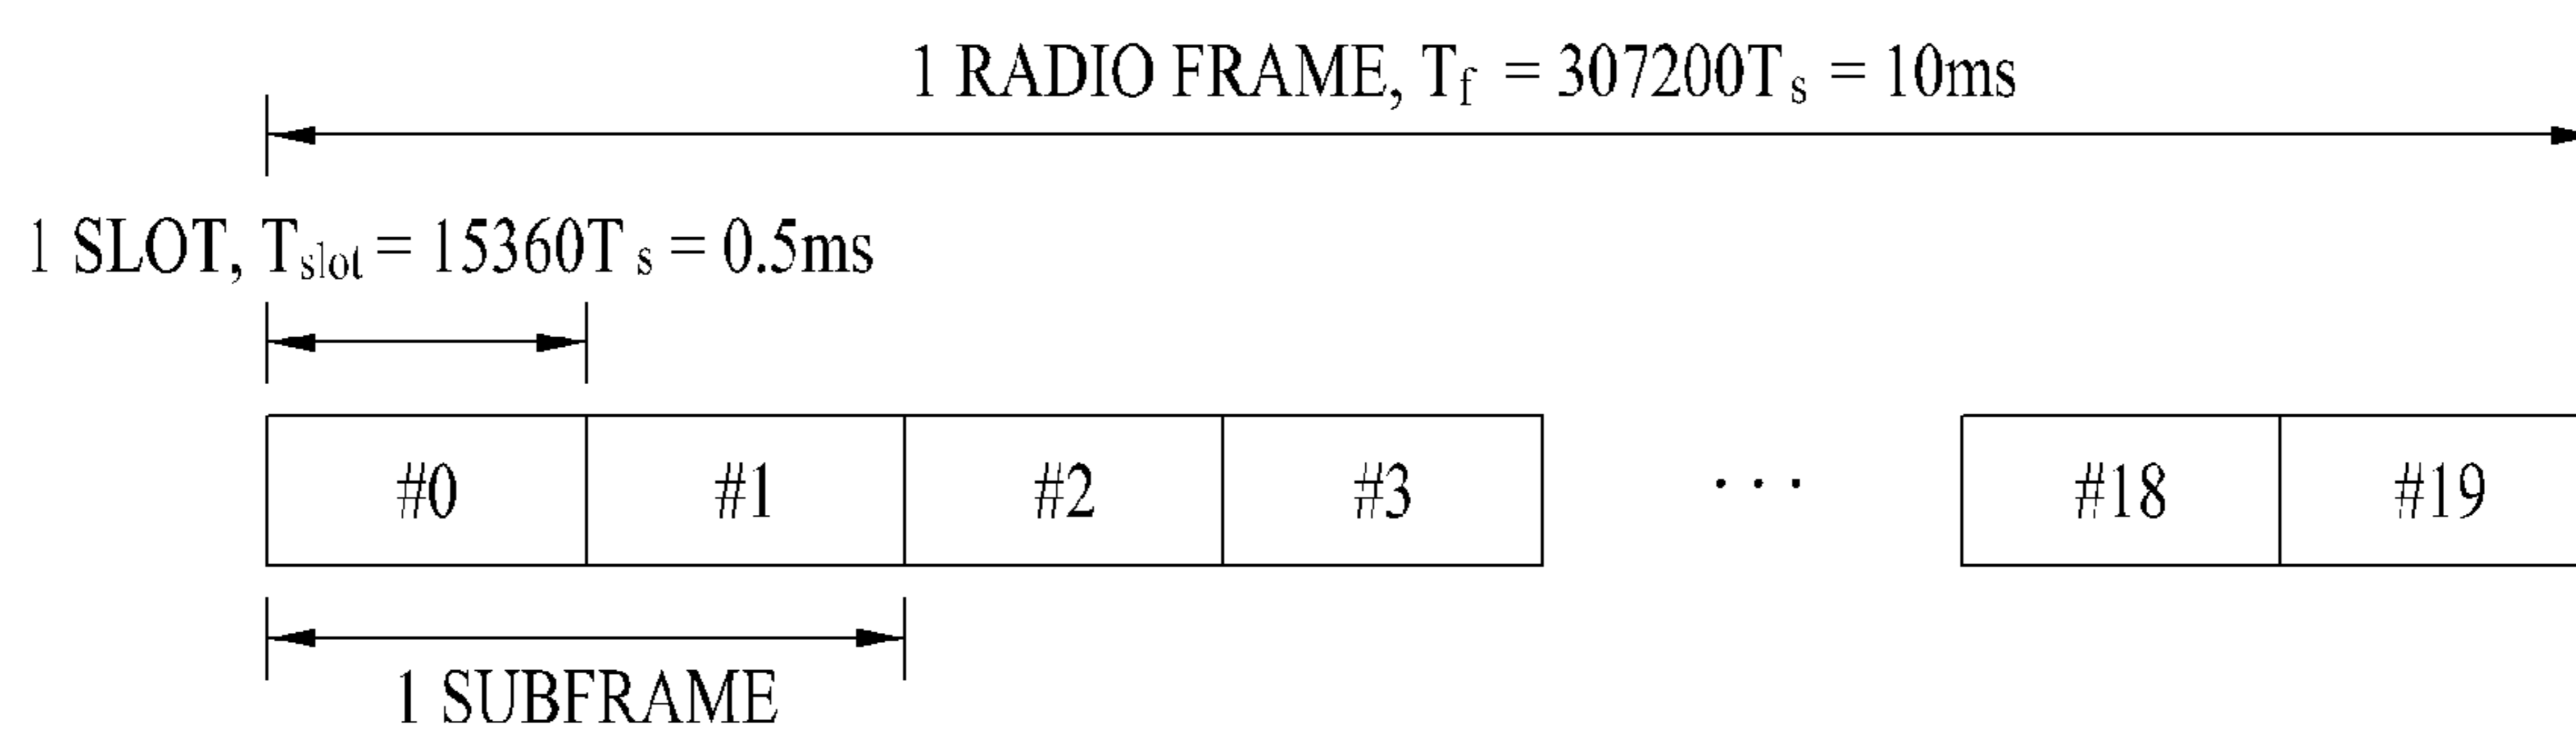 1 RADIO FRAME, Tf = 307200Ts = 10ms
1 SLOT, Tslot = 15360Ts = 0.5ms
#0 #1 #2 #3 ... #18 #19
1 SUBFRAME